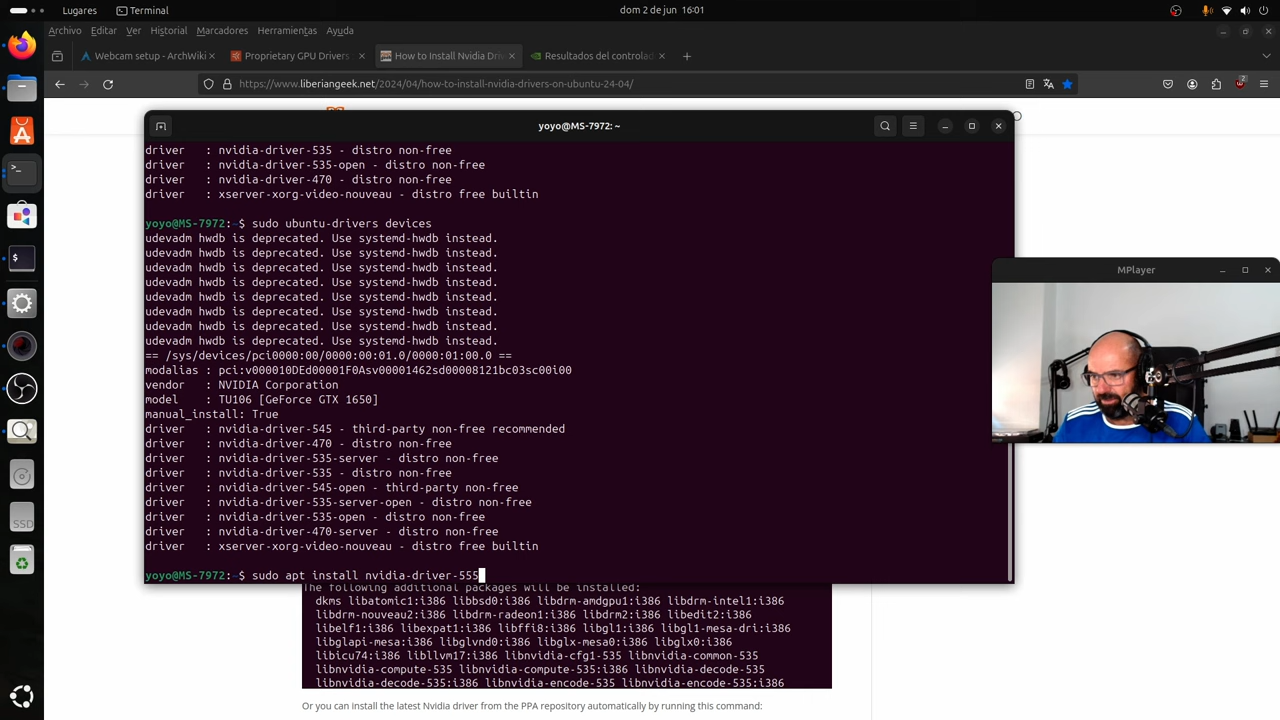 Lugares
Terminal
dom 2 de jun 16:01
Archivo Editar Ver Historial Marcadores Herramientas Ayuda
Webcam setup - ArchWiki
Proprietary GPU Drivers
How to Install Nvidia Driv
Resultados del controlad
https://www.liberiangeek.net/2024/04/how-to-install-nvidia-drivers-on-ubuntu-24-04/
yoyo@MS-7972: ~
driver : nvidia-driver-535 - distro non-free
driver : nvidia-driver-535-open - distro non-free
driver : nvidia-driver-470 - distro non-free
driver : xserver-xorg-video-nouveau - distro free builtin
yoyo@MS-7972:~$ sudo ubuntu-drivers devices
udevadm hwdb is deprecated. Use systemd-hwdb instead.
udevadm hwdb is deprecated. Use systemd-hwdb instead.
udevadm hwdb is deprecated. Use systemd-hwdb instead.
udevadm hwdb is deprecated. Use systemd-hwdb instead.
udevadm hwdb is deprecated. Use systemd-hwdb instead.
udevadm hwdb is deprecated. Use systemd-hwdb instead.
udevadm hwdb is deprecated. Use systemd-hwdb instead.
udevadm hwdb is deprecated. Use systemd-hwdb instead.
== /sys/devices/pci0000:00/0000:00:01.0/0000:01:00.0 ==
modalias : pci:v000010DEd00001F0Asv00001462sd00008121bc03sc00i00
vendor : NVIDIA Corporation
model : TU106 [GeForce GTX 1650]
manual_install: True
driver : nvidia-driver-545 - third-party non-free recommended
driver : nvidia-driver-470 - distro non-free
driver : nvidia-driver-535-server - distro non-free
driver : nvidia-driver-535 - distro non-free
driver : nvidia-driver-545-open - third-party non-free
driver : nvidia-driver-535-server-open - distro non-free
driver : nvidia-driver-535-open - distro non-free
driver : nvidia-driver-470-server - distro non-free
driver : xserver-xorg-video-nouveau - distro free builtin
yoyo@MS-7972:~$ sudo apt install nvidia-driver-555
MPlayer
The following additional packages will be installed:
dkms libatomic1:i386 libbsd0:i386 libdrm-amdgpu1:i386 libdrm-intel1:i386
libdrm-nouveau2:i386 libdrm-radeon1:i386 libdrm2:i386 libedit2:i386
libelf1:i386 libexpat1:i386 libffi8:i386 libgl1:i386 libgl1-mesa-dri:i386
libglapi-mesa:i386 libglvnd0:i386 libglx-mesa0:i386 libglx0:i386
libicu74:i386 libllvm17:i386 libnvidia-cfg1-535 libnvidia-common-535
libnvidia-compute-535 libnvidia-compute-535:i386 libnvidia-decode-535
libnvidia-decode-535:i386 libnvidia-encode-535 libnvidia-encode-535:i386
Or you can install the latest Nvidia driver from the PPA repository automatically by running this command:
SSD
2